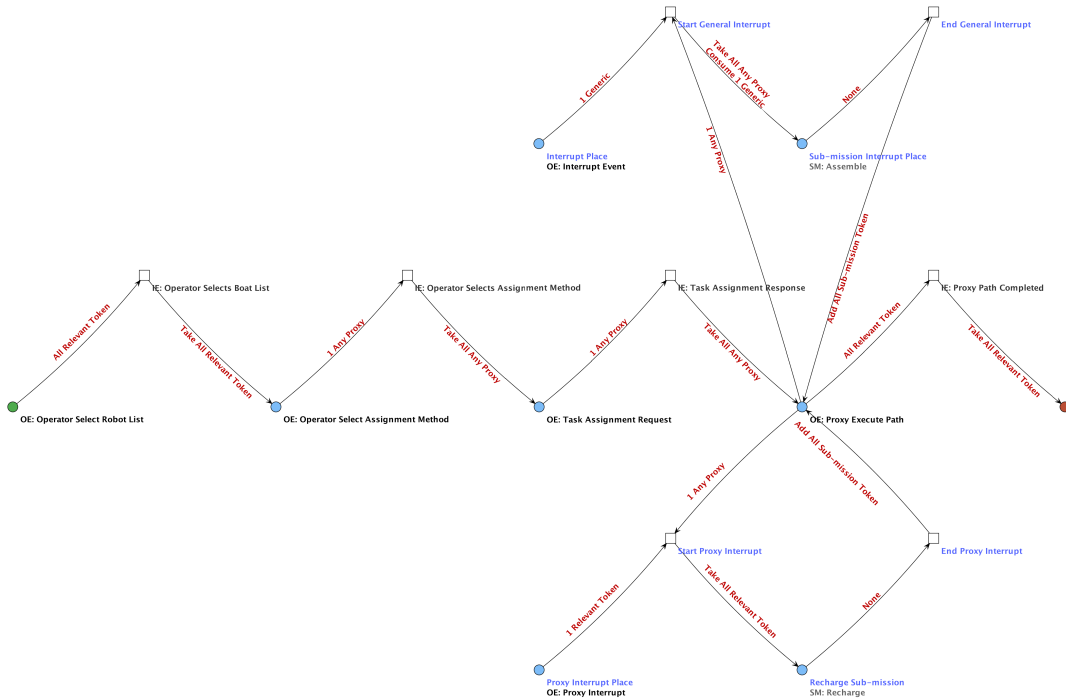 Start General Interrupt
End General Interrupt
1 Generic
Take All Any Proxy
Consume 1 Generic
None
1 Any Proxy
Interrupt Place
OE: Interrupt Event
Sub-mission Interrupt Place
SM: Assemble
Add All Sub-mission Token
IE: Operator Selects Boat List
IE: Operator Selects Assignment Method
IE: Task Assignment Response
IE: Proxy Path Completed
All Relevant Token
Take All Relevant Token
1 Any Proxy
Take All Any Proxy
1 Any Proxy
Take All Any Proxy
All Relevant Token
Take All Relevant Token
OE: Operator Select Robot List
OE: Operator Select Assignment Method
OE: Task Assignment Request
OE: Proxy Execute Path
1 Any Proxy
Add All Sub-mission Token
Start Proxy Interrupt
End Proxy Interrupt
1 Relevant Token
Take All Relevant Token
None
Proxy Interrupt Place
OE: Proxy Interrupt
Recharge Sub-mission
SM: Recharge